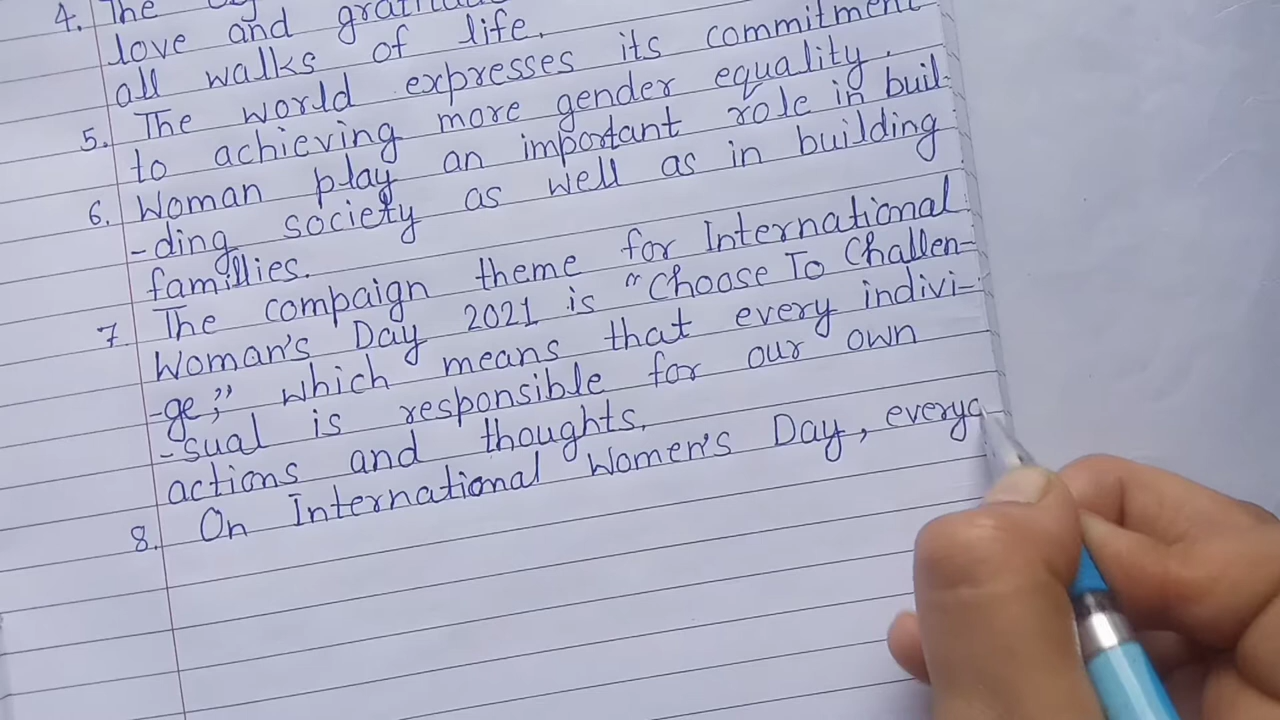 4. The
love and gratitude
all walks of life.
5. The world expresses its commitment
to achieving more gender equality.
6. Woman play an important role in buil-
-ding society as well as in building
famillies.
7. The compaign theme for International
Woman's Day 2021 is "Choose To Challen-
-ge," which means that every indivi-
-sual is responsible for our own
actions and thoughts.
8. On International Women's Day, everyo